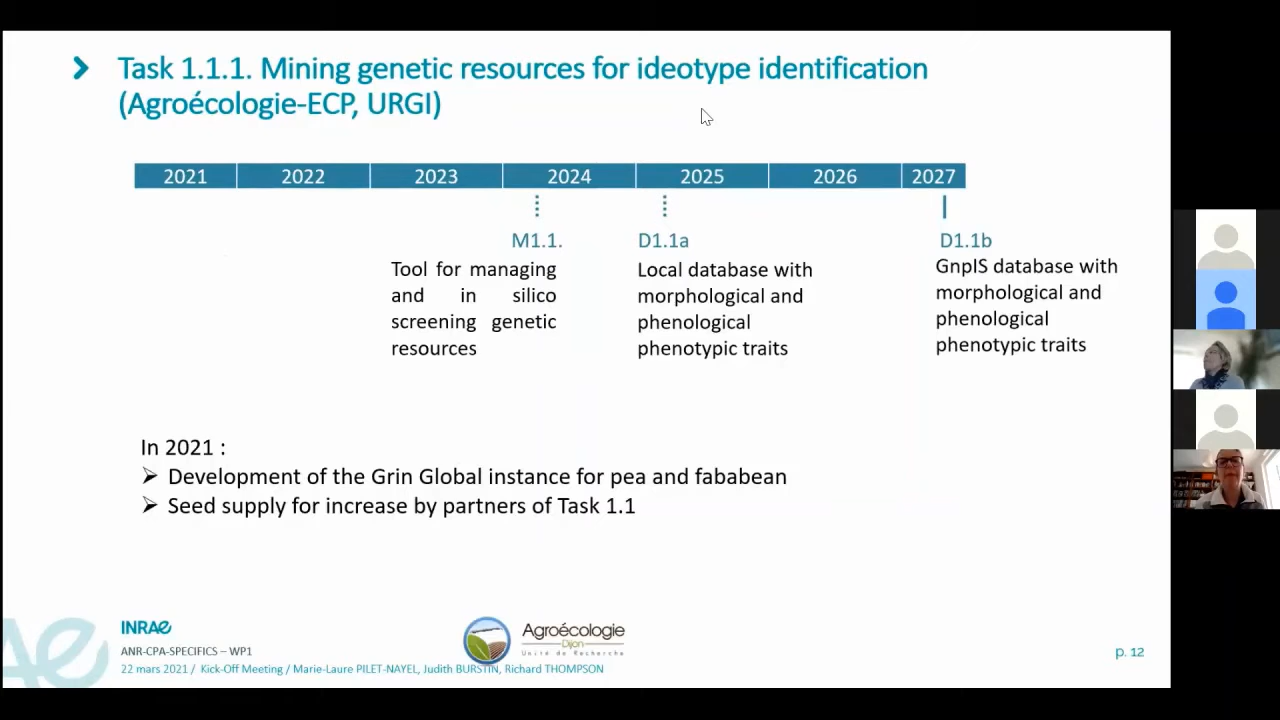 Task 1.1.1. Mining genetic resources for ideotype identification
(Agroécologie-ECP, URGI)
2021 2022 2023 2024 2025 2026 2027
M1.1.
Tool for managing
and in silico
screening genetic
resources
D1.1a
Local database with
morphological and
phenological
phenotypic traits
D1.1b
GnpIS database with
morphological and
phenological
phenotypic traits
In 2021 :
Development of the Grin Global instance for pea and fababean
Seed supply for increase by partners of Task 1.1
INRAE
Agroécologie
Dijon
Unité de Recherche
ANR-CPA-SPECIFICS – WP1
22 mars 2021 / Kick-Off Meeting / Marie-Laure PILET-NAYEL, Judith BURSTIN, Richard THOMPSON
p. 12